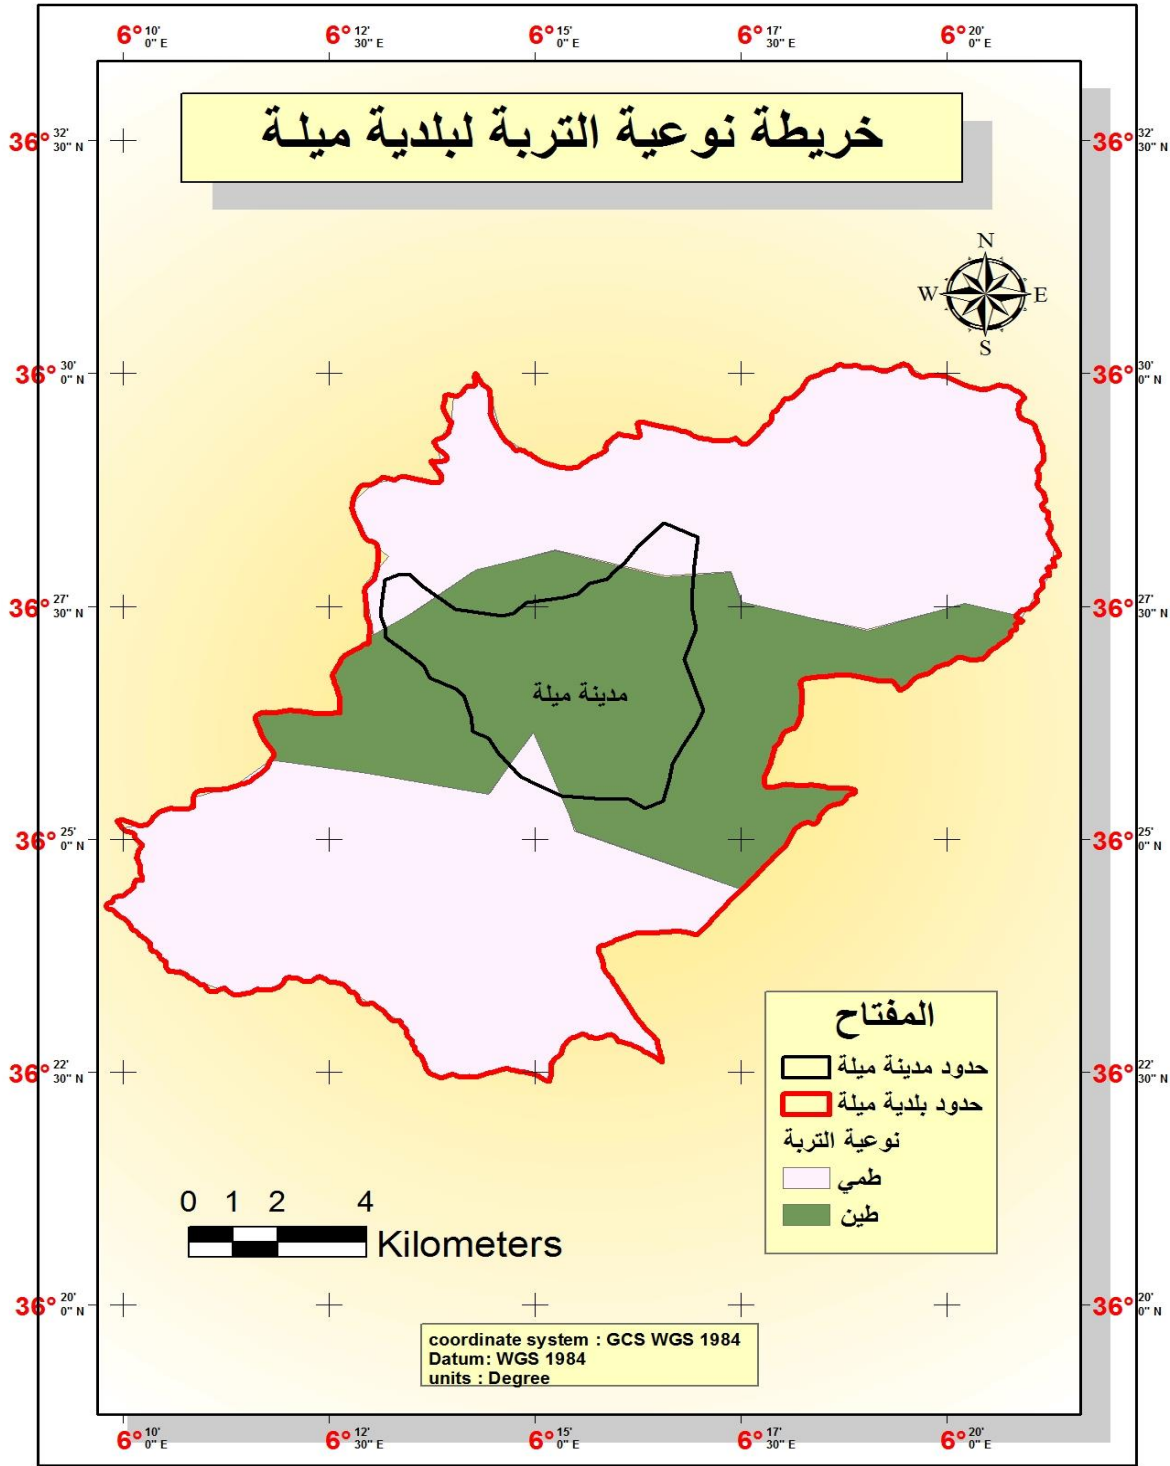 6° 10' 0" E 6° 12' 30" E 6° 15' 0" E 6° 17' 30" E 6° 20' 0" E
خريطة نوعية التربة لبلدية ميلة
36° 32' 30" N 36° 32' 30" N
N
W E
S
36° 30' 0" N 36° 30' 0" N
36° 27' 30" N 36° 27' 30" N
مدينة ميلة
36° 25' 0" N 36° 25' 0" N
المفتاح
حدود مدينة ميلة
حدود بلدية ميلة
نوعية التربة
طمي
طين
36° 22' 30" N 36° 22' 30" N
0 1 2 4
Kilometers
36° 20' 0" N 36° 20' 0" N
coordinate system : GCS WGS 1984
Datum: WGS 1984
units : Degree
6° 10' 0" E 6° 12' 30" E 6° 15' 0" E 6° 17' 30" E 6° 20' 0" E